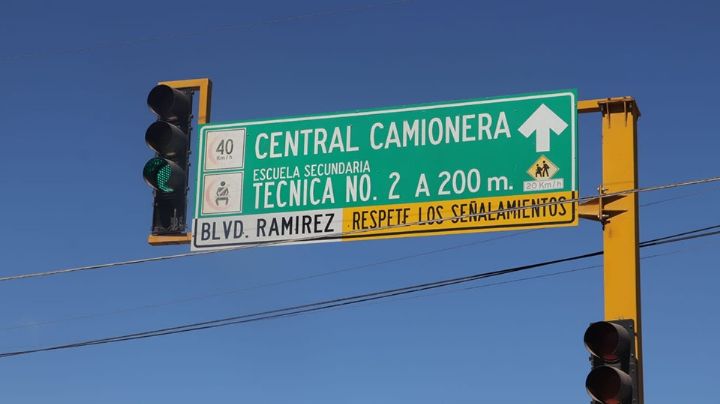 40
Km/h
CENTRAL CAMIONERA
ESCUELA SECUNDARIA
TECNICA NO. 2 A 200 m.
20 Km/h
BLVD. RAMIREZ
RESPETE LOS SEÑALAMIENTOS